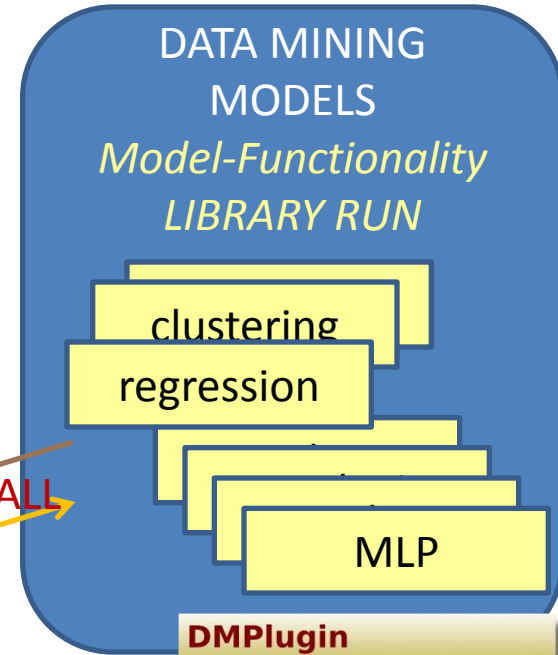 DATA MINING
MODELS
Model-Functionality
LIBRARY RUN
clustering
regression
ALL
MLP
DMPlugin